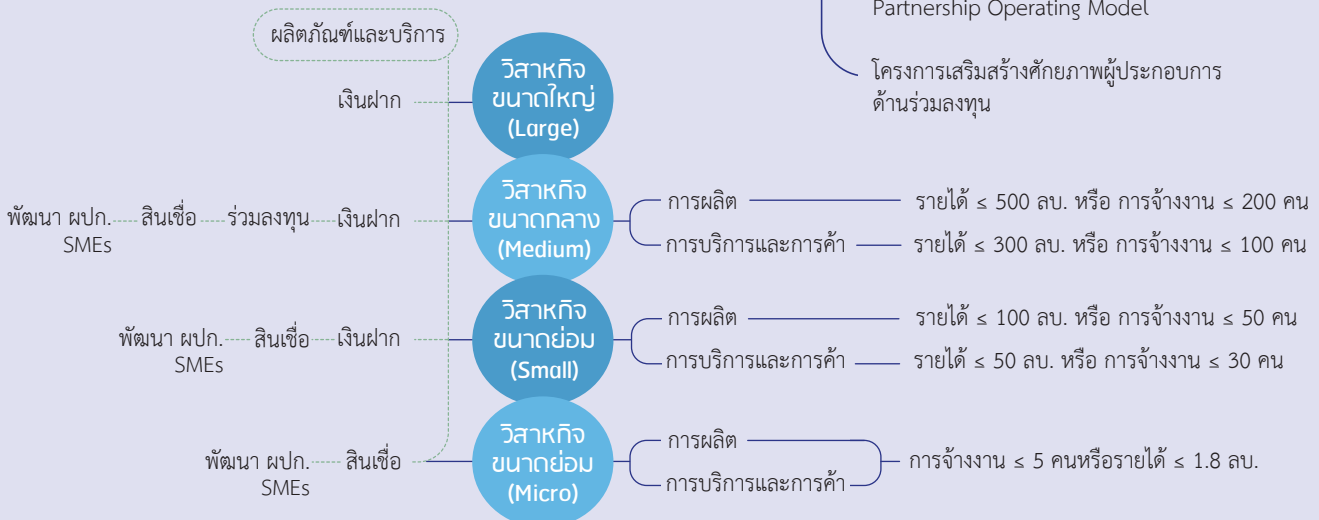 Partnership Operating Model
โครงการเสริมสร้างศักยภาพผู้ประกอบการ
ด้านร่วมลงทุน
ผลิตภัณฑ์และบริการ
เงินฝาก
วิสาหกิจ
ขนาดใหญ่
(Large)
พัฒนา ผปก.
SMEs
สินเชื่อ
ร่วมลงทุน
เงินฝาก
วิสาหกิจ
ขนาดกลาง
(Medium)
การผลิต
รายได้ ≤ 500 ลบ. หรือ การจ้างงาน ≤ 200 คน
การบริการและการค้า
รายได้ ≤ 300 ลบ. หรือ การจ้างงาน ≤ 100 คน
พัฒนา ผปก.
SMEs
สินเชื่อ
เงินฝาก
วิสาหกิจ
ขนาดย่อม
(Small)
การผลิต
รายได้ ≤ 100 ลบ. หรือ การจ้างงาน ≤ 50 คน
การบริการและการค้า
รายได้ ≤ 50 ลบ. หรือ การจ้างงาน ≤ 30 คน
พัฒนา ผปก.
SMEs
สินเชื่อ
วิสาหกิจ
ขนาดย่อม
(Micro)
การผลิต
การบริการและการค้า
การจ้างงาน ≤ 5 คนหรือรายได้ ≤ 1.8 ลบ.